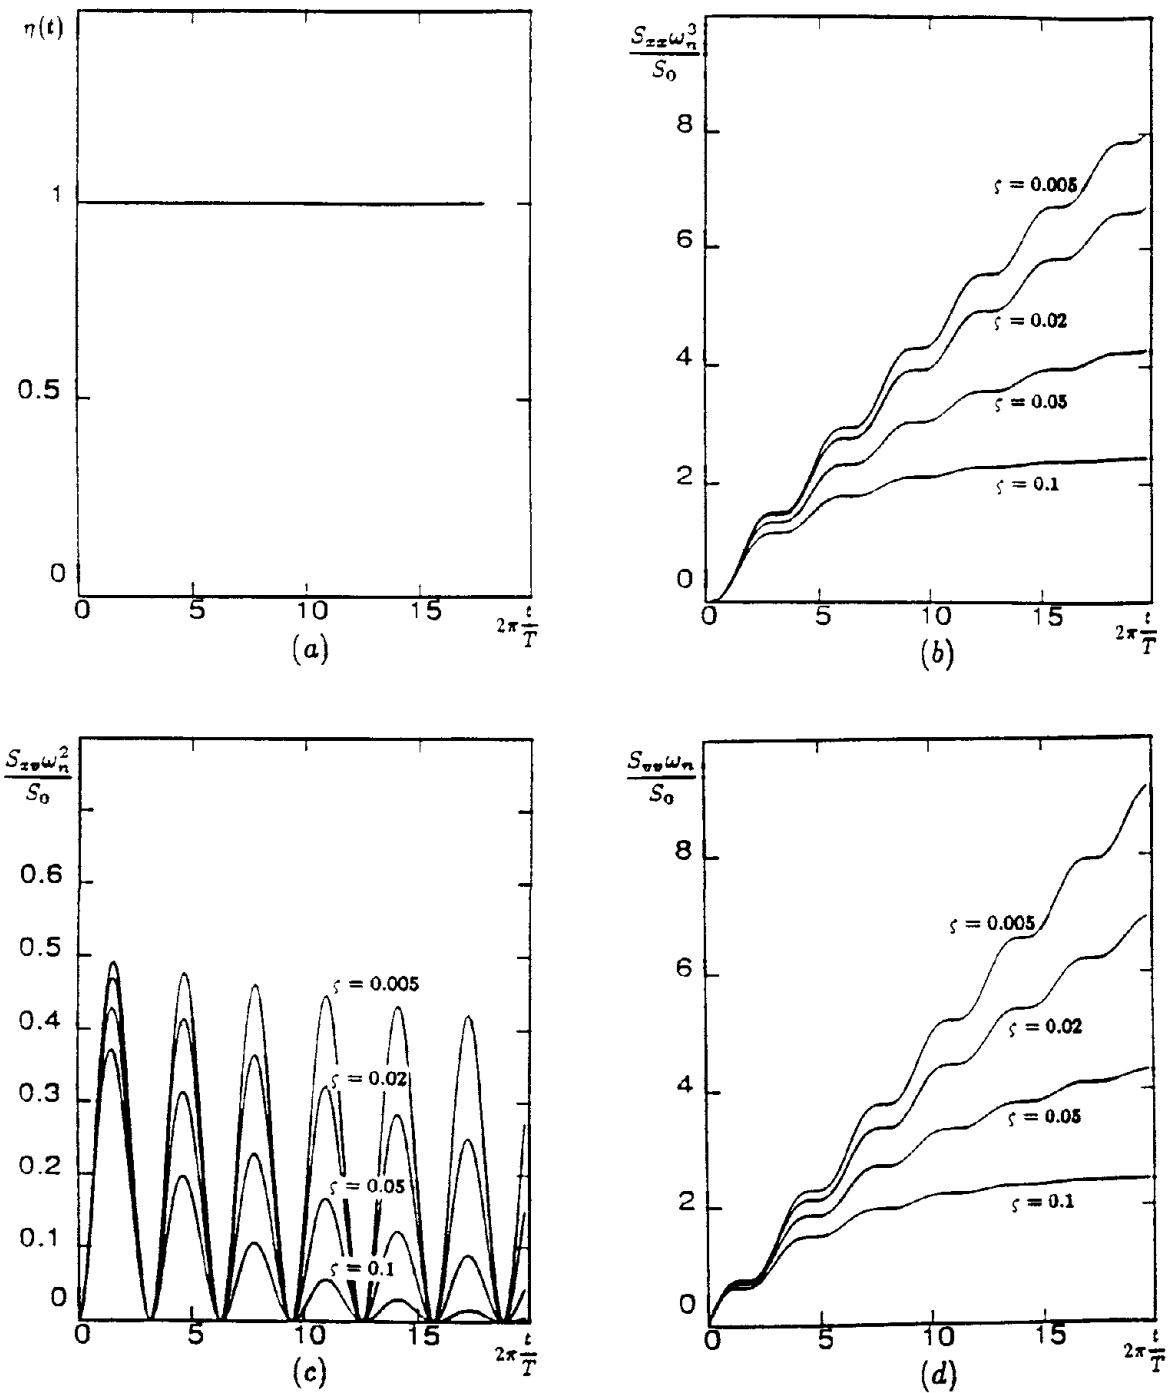 η(t)
1
0.5
0
0 5 10 15 2π t/T
(a)
S_xx ω_n^3 / S_0
8
6
4
2
0
ς = 0.005
ς = 0.02
ς = 0.05
ς = 0.1
0 5 10 15 2π t/T
(b)
S_xv ω_n^2 / S_0
0.6
0.5
0.4
0.3
0.2
0.1
0
ς = 0.005
ς = 0.02
ς = 0.05
ς = 0.1
0 5 10 15 2π t/T
(c)
S_vv ω_n / S_0
8
6
4
2
0
ς = 0.005
ς = 0.02
ς = 0.05
ς = 0.1
0 5 10 15 2π t/T
(d)